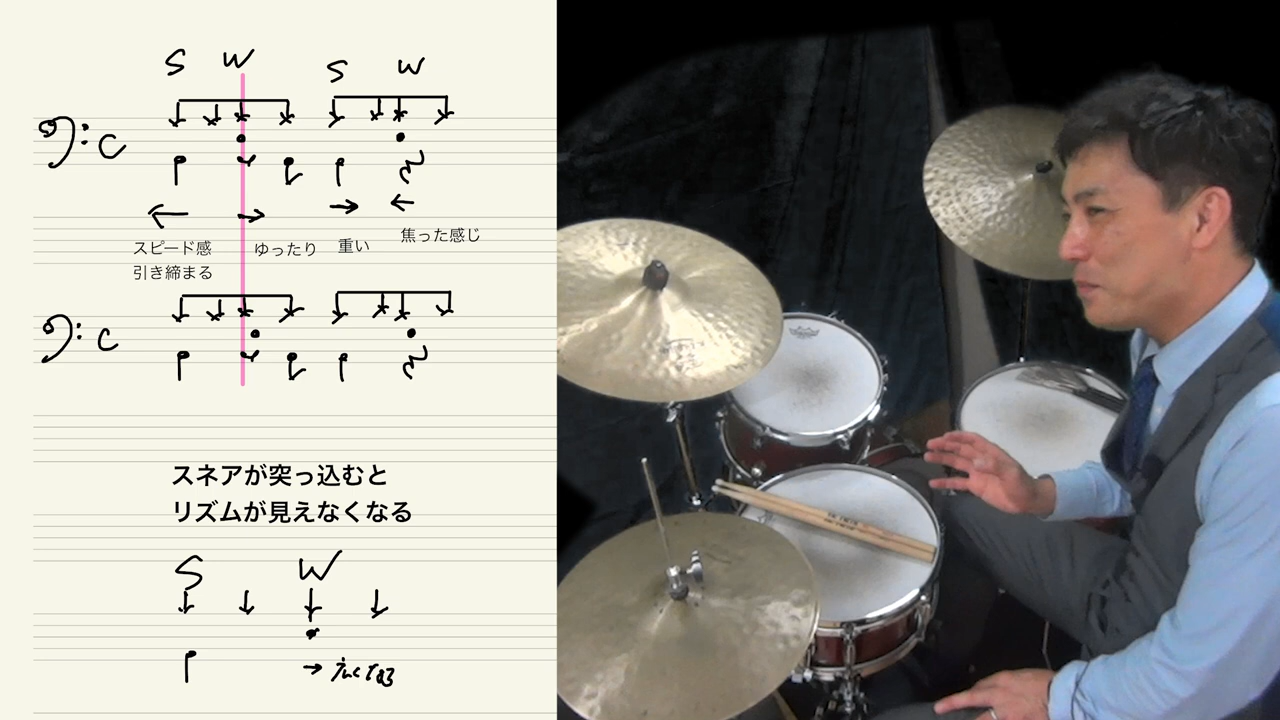 S W S W
C
スピード感 ゆったり 重い 焦った感じ
引き締まる
C
スネアが突っ込むと
リズムが見えなくなる
S W